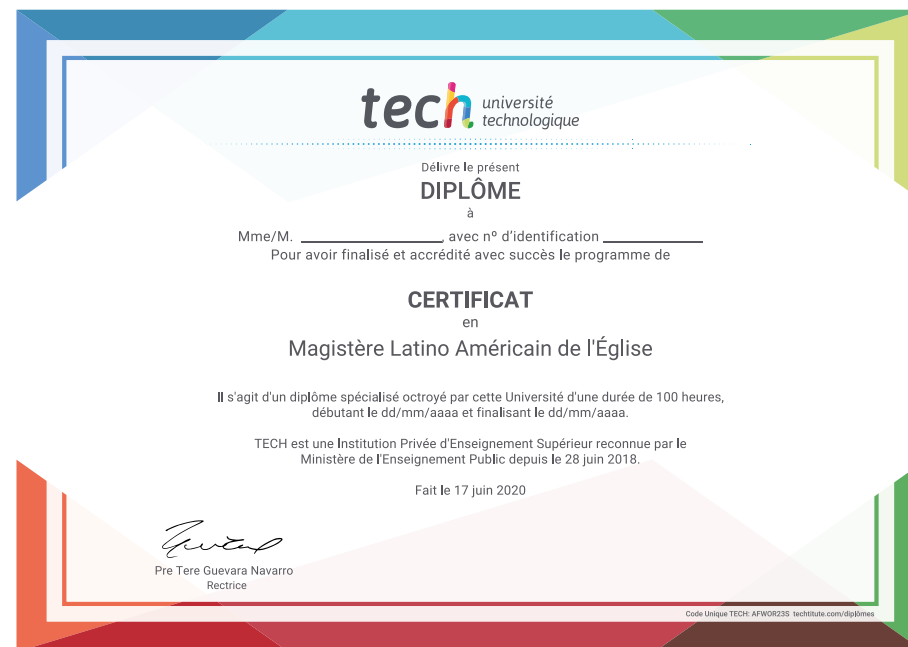 tech université
technologique
Délivre le présent
DIPLÔME
à
Mme/M. ____________________, avec nº d'identification ______________
Pour avoir finalisé et accrédité avec succès le programme de
CERTIFICAT
en
Magistère Latino Américain de l'Église
Il s'agit d'un diplôme spécialisé octroyé par cette Université d'une durée de 100 heures,
débutant le dd/mm/aaaa et finalisant le dd/mm/aaaa.
TECH est une Institution Privée d'Enseignement Supérieur reconnue par le
Ministère de l'Enseignement Public depuis le 28 juin 2018.
Fait le 17 juin 2020
Pre Tere Guevara Navarro
Rectrice
Code Unique TECH: AFWOR23S techtitute.com/diplômes